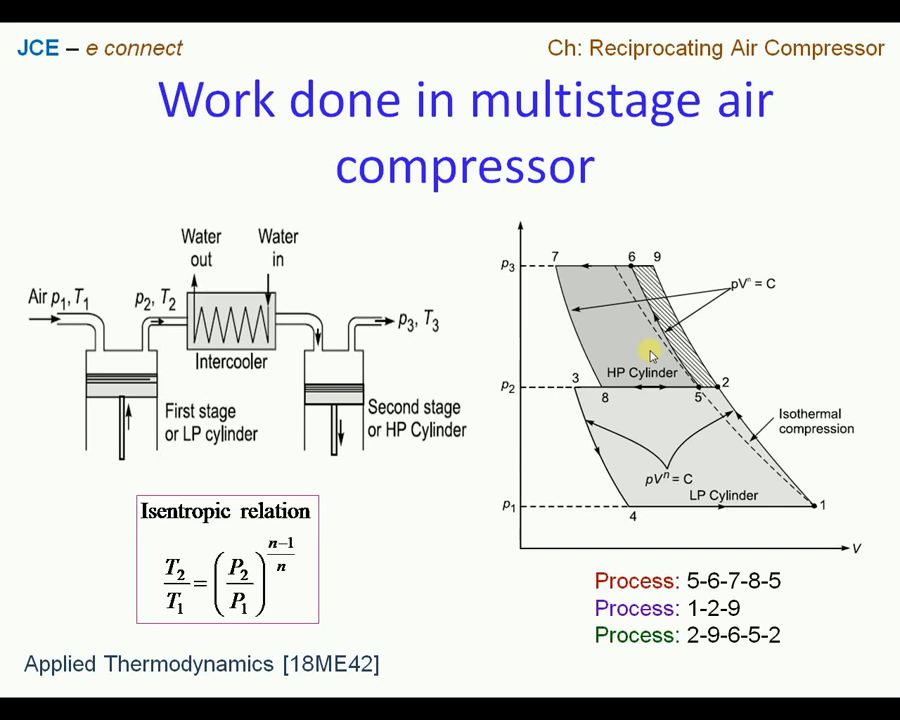 JCE – e connect
Ch: Reciprocating Air Compressor
Work done in multistage air
compressor
Water
out
Water
in
Air p₁, T₁
p₂, T₂
p₃, T₃
Intercooler
First stage
or LP cylinder
Second stage
or HP Cylinder
Isentropic relation
T₂/T₁ = (P₂/P₁)^((n−1)/n)
p₃
7
6
9
pVⁿ = C
HP Cylinder
p₂
3
8
5
2
Isothermal
compression
pVⁿ = C
LP Cylinder
p₁
4
1
V
Process: 5-6-7-8-5
Process: 1-2-9
Process: 2-9-6-5-2
Applied Thermodynamics [18ME42]